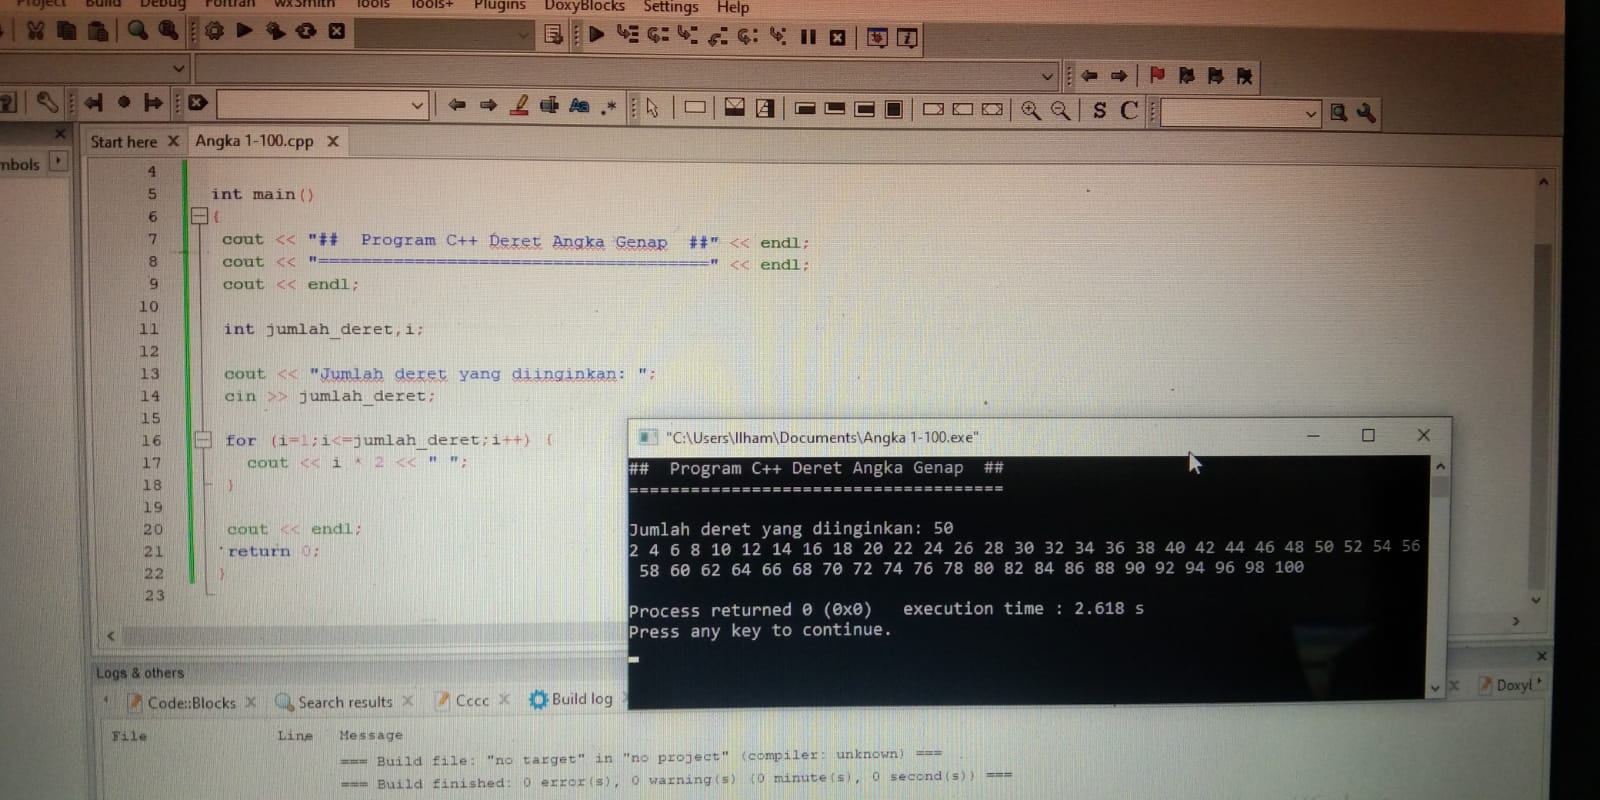 Project Build Debug Fortran wxSmith Tools Tools+ Plugins DoxyBlocks Settings Help
S C
Start here Angka 1-100.cpp
mbols
4
5 int main()
6 {
7 cout << "##  Program C++ Deret Angka Genap  ##" << endl;
8 cout << "=====================================" << endl;
9 cout << endl;
10
11 int jumlah_deret,i;
12
13 cout << "Jumlah deret yang diinginkan: ";
14 cin >> jumlah_deret;
15
16 for (i=1;i<=jumlah_deret;i++) {
17 cout << i * 2 << " ";
18 }
19
20 cout << endl;
21 return 0;
22 }
23
"C:\Users\Ilham\Documents\Angka 1-100.exe"
##  Program C++ Deret Angka Genap  ##
=====================================
Jumlah deret yang diinginkan: 50
2 4 6 8 10 12 14 16 18 20 22 24 26 28 30 32 34 36 38 40 42 44 46 48 50 52 54 56
58 60 62 64 66 68 70 72 74 76 78 80 82 84 86 88 90 92 94 96 98 100
Process returned 0 (0x0)   execution time : 2.618 s
Press any key to continue.
Logs & others
Code::Blocks Search results Cccc Build log Doxyl
File Line Message
=== Build file: "no target" in "no project" (compiler: unknown) ===
=== Build finished: 0 error(s), 0 warning(s) (0 minute(s), 0 second(s)) ===